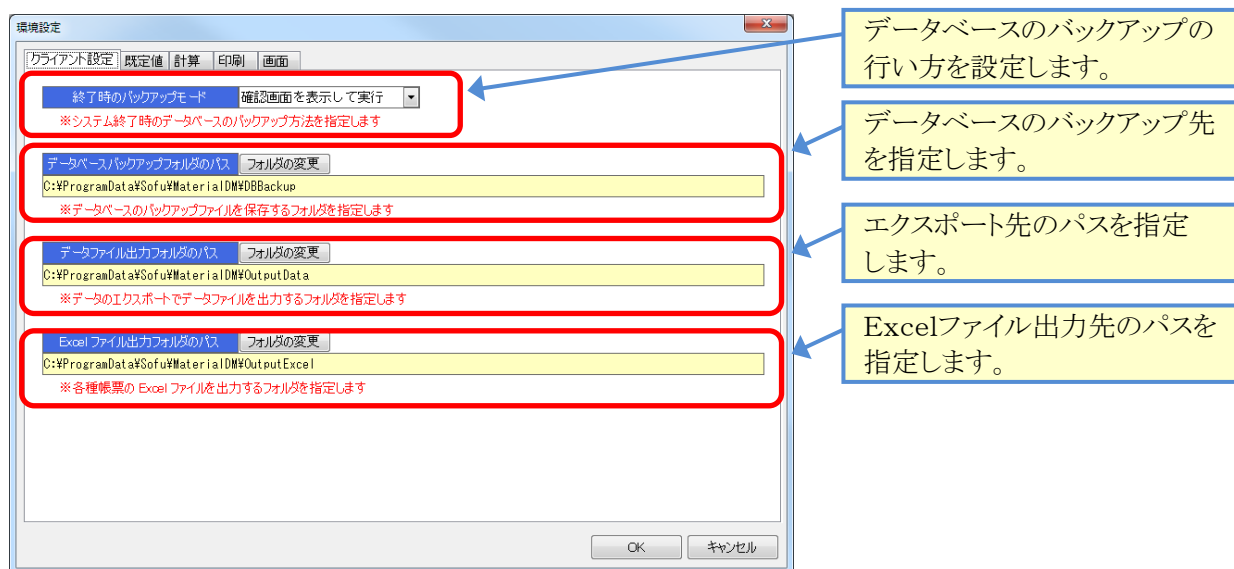 環境設定
クライアント設定 既定値 計算 印刷 画面
終了時のバックアップモード 確認画面を表示して実行
※システム終了時のデータベースのバックアップ方法を指定します
データベースバックアップフォルダのパス フォルダの変更
C:¥ProgramData¥Sofu¥MaterialDM¥DBBackup
※データベースのバックアップファイルを保存するフォルダを指定します
データファイル出力フォルダのパス フォルダの変更
C:¥ProgramData¥Sofu¥MaterialDM¥OutputData
※データのエクスポートでデータファイルを出力するフォルダを指定します
Excel ファイル出力フォルダのパス フォルダの変更
C:¥ProgramData¥Sofu¥MaterialDM¥OutputExcel
※各種帳票の Excel ファイルを出力するフォルダを指定します
OK キャンセル
データベースのバックアップの
行い方を設定します。
データベースのバックアップ先
を指定します。
エクスポート先のパスを指定
します。
Excelファイル出力先のパスを
指定します。